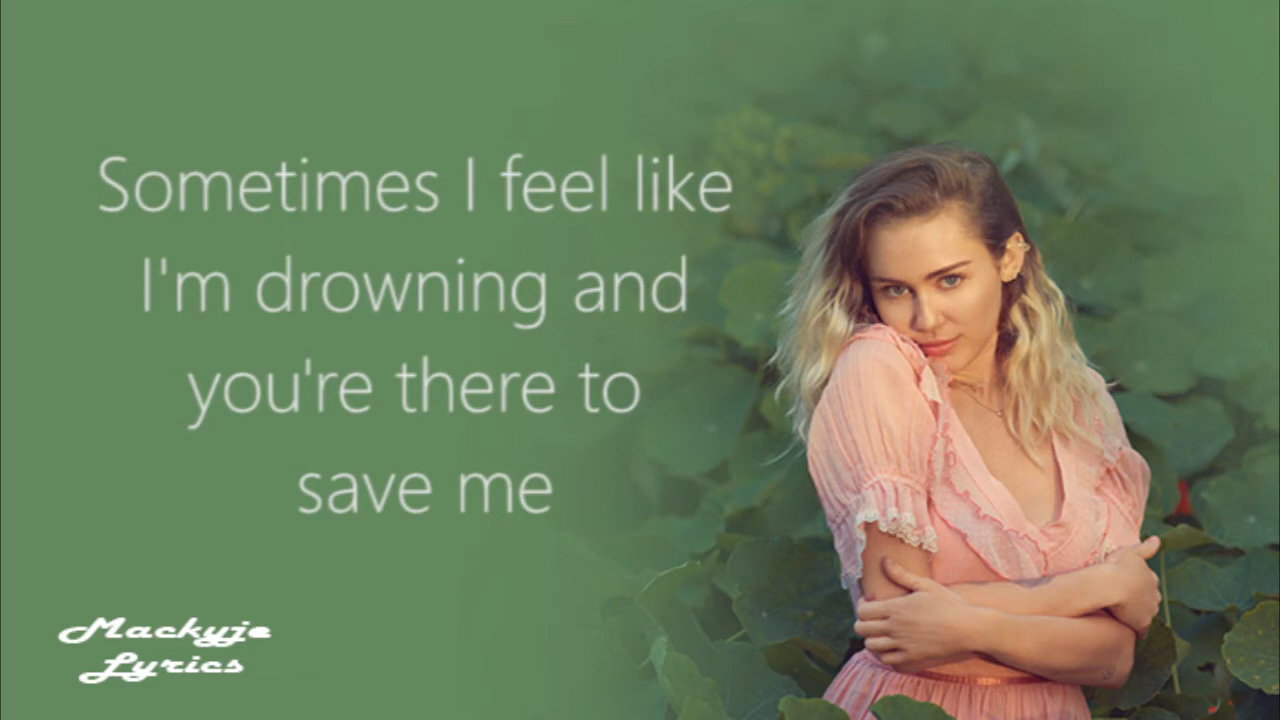 Sometimes I feel like
I'm drowning and
you're there to
save me
Mackyje
Lyrics